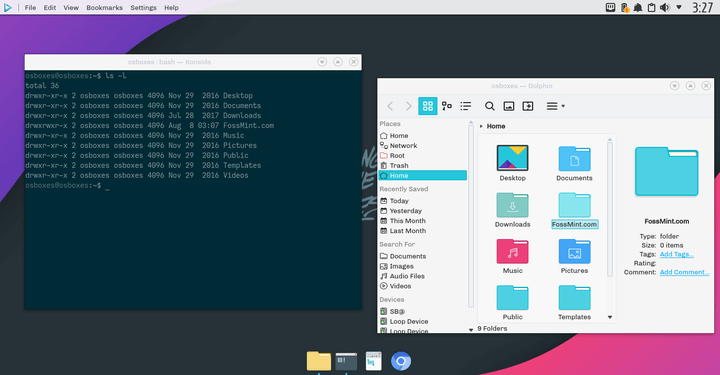 File Edit View Bookmarks Settings Help
3:27
osboxes : bash — Konsole
osboxes@osboxes:~$ ls -l
total 36
drwxr-xr-x 2 osboxes osboxes 4096 Nov 29 2016 Desktop
drwxr-xr-x 2 osboxes osboxes 4096 Nov 29 2016 Documents
drwxr-xr-x 2 osboxes osboxes 4096 Jul 28 2017 Downloads
drwxrwxr-x 2 osboxes osboxes 4096 Aug 8 03:07 FossMint.com
drwxr-xr-x 2 osboxes osboxes 4096 Nov 29 2016 Music
drwxr-xr-x 2 osboxes osboxes 4096 Nov 29 2016 Pictures
drwxr-xr-x 2 osboxes osboxes 4096 Nov 29 2016 Public
drwxr-xr-x 2 osboxes osboxes 4096 Nov 29 2016 Templates
drwxr-xr-x 2 osboxes osboxes 4096 Nov 29 2016 Videos
osboxes@osboxes:~$ _
osboxes — Dolphin
Places
Home
Network
Root
Trash
Home
Recently Saved
Today
Yesterday
This Month
Last Month
Search For
Documents
Images
Audio Files
Videos
Devices
SB@
Loop Device
Loop Device
Home
Desktop
Documents
Downloads
FossMint.com
Music
Pictures
Public
Templates
9 Folders
FossMint.com
Type: folder
Size: 0 items
Tags: Add Tags...
Rating:
Comment: Add Comment...